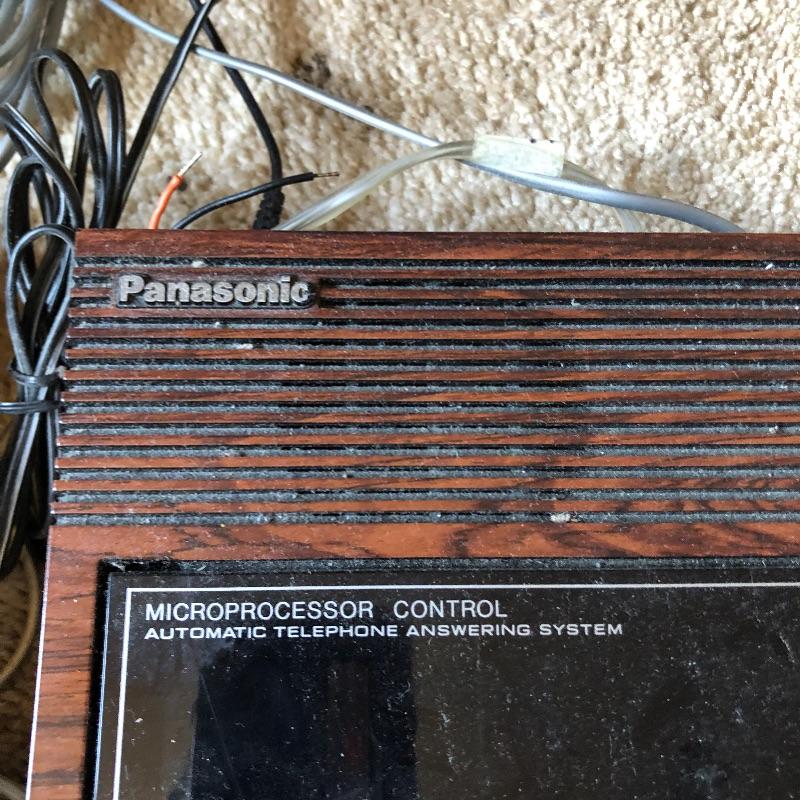 Panasonic
MICROPROCESSOR CONTROL
AUTOMATIC TELEPHONE ANSWERING SYSTEM